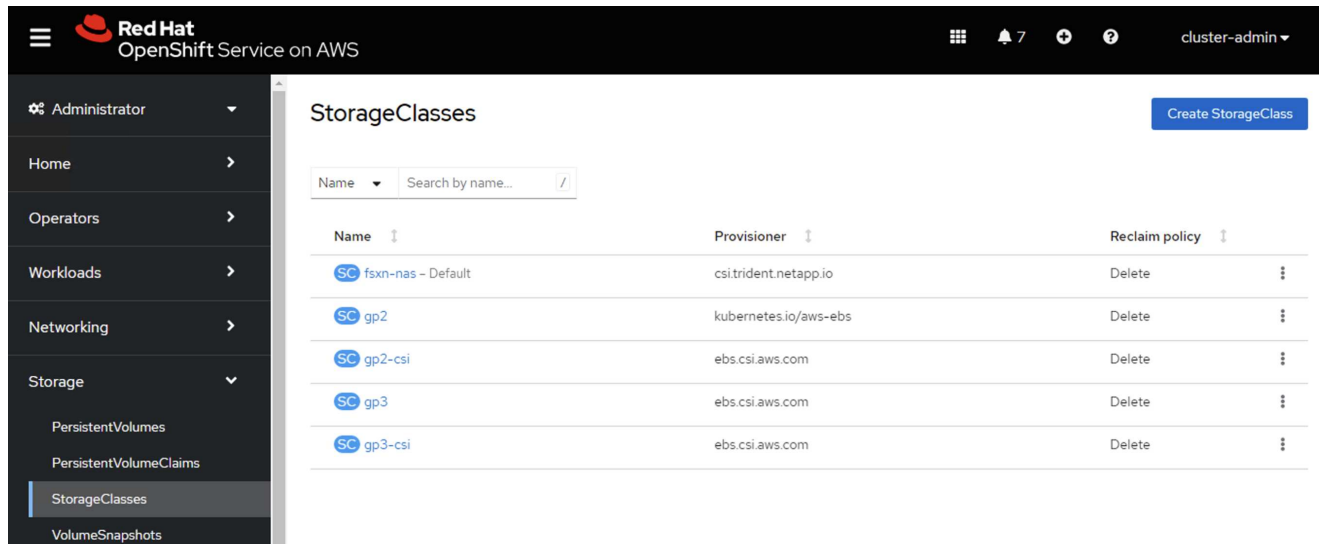 Red Hat
OpenShift Service on AWS
7
cluster-admin
Administrator
Home
Operators
Workloads
Networking
Storage
PersistentVolumes
PersistentVolumeClaims
StorageClasses
VolumeSnapshots
StorageClasses
Create StorageClass
Name Search by name... /
Name Provisioner Reclaim policy
SC fsxn-nas – Default csi.trident.netapp.io Delete
SC gp2 kubernetes.io/aws-ebs Delete
SC gp2-csi ebs.csi.aws.com Delete
SC gp3 ebs.csi.aws.com Delete
SC gp3-csi ebs.csi.aws.com Delete